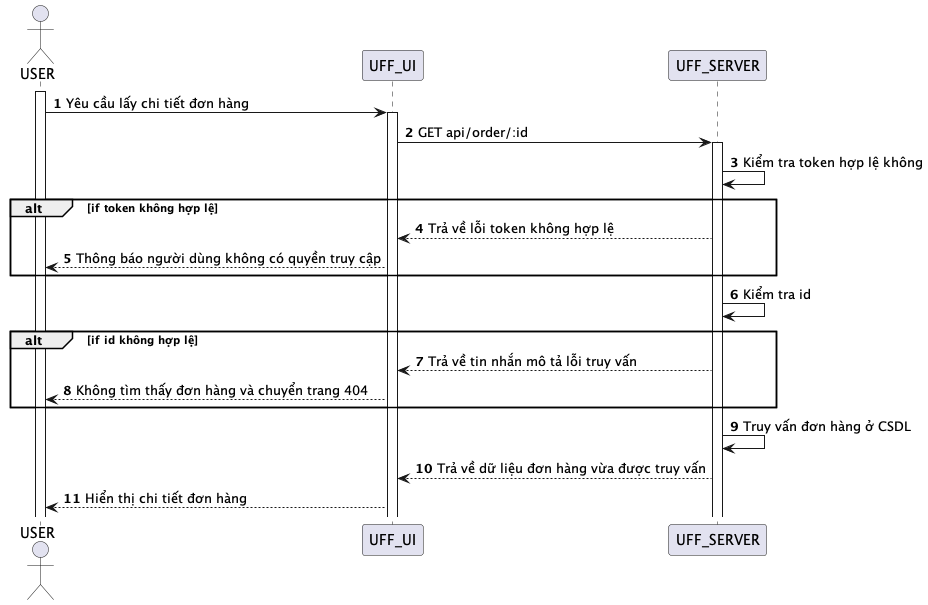 USER
UFF_UI
UFF_SERVER
1 Yêu cầu lấy chi tiết đơn hàng
2 GET api/order/:id
3 Kiểm tra token hợp lệ không
alt [if token không hợp lệ]
4 Trả về lỗi token không hợp lệ
5 Thông báo người dùng không có quyền truy cập
6 Kiểm tra id
alt [if id không hợp lệ]
7 Trả về tin nhắn mô tả lỗi truy vấn
8 Không tìm thấy đơn hàng và chuyển trang 404
9 Truy vấn đơn hàng ở CSDL
10 Trả về dữ liệu đơn hàng vừa được truy vấn
11 Hiển thị chi tiết đơn hàng
USER
UFF_UI
UFF_SERVER